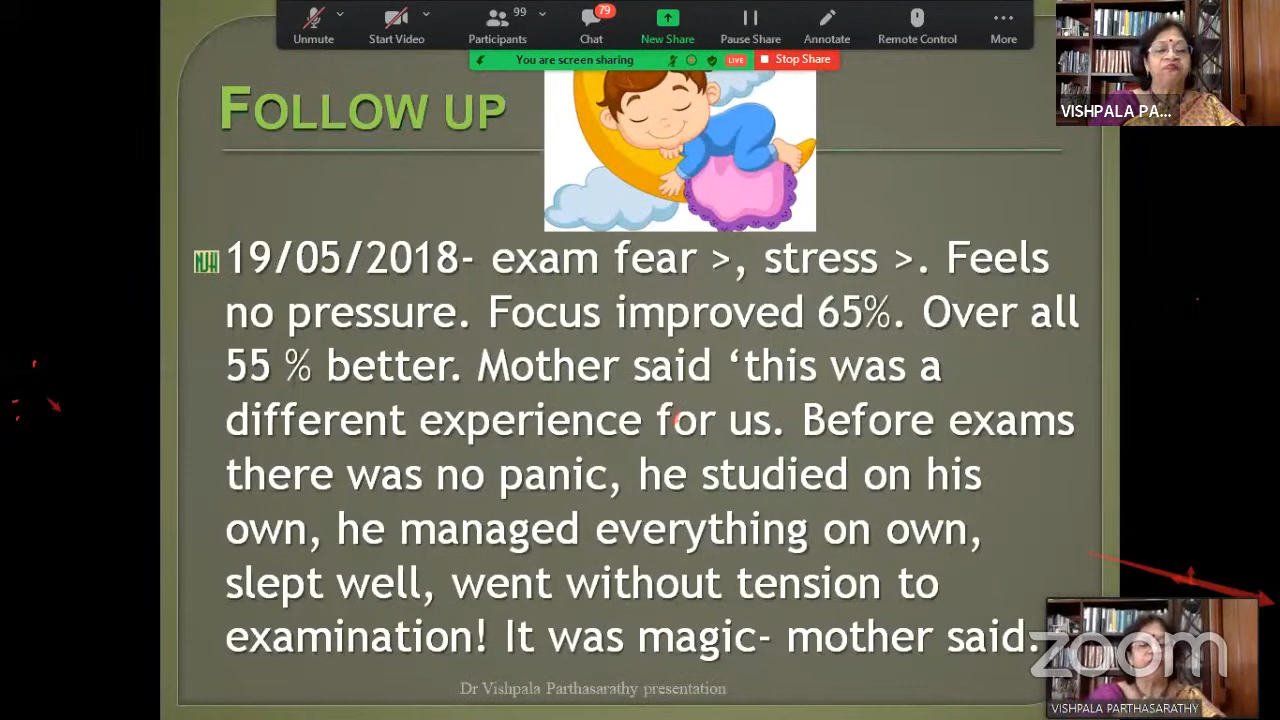 Unmute
Start Video
99
Participants
79
Chat
New Share
Pause Share
Annotate
Remote Control
More
You are screen sharing
LIVE
Stop Share
VISHPALA PA...
FOLLOW UP
19/05/2018- exam fear >, stress >. Feels
no pressure. Focus improved 65%. Over all
55 % better. Mother said ‘this was a
different experience for us. Before exams
there was no panic, he studied on his
own, he managed everything on own,
slept well, went without tension to
examination! It was magic- mother said.
zoom
Dr Vishpala Parthasarathy presentation
VISHPALA PARTHASARATHY